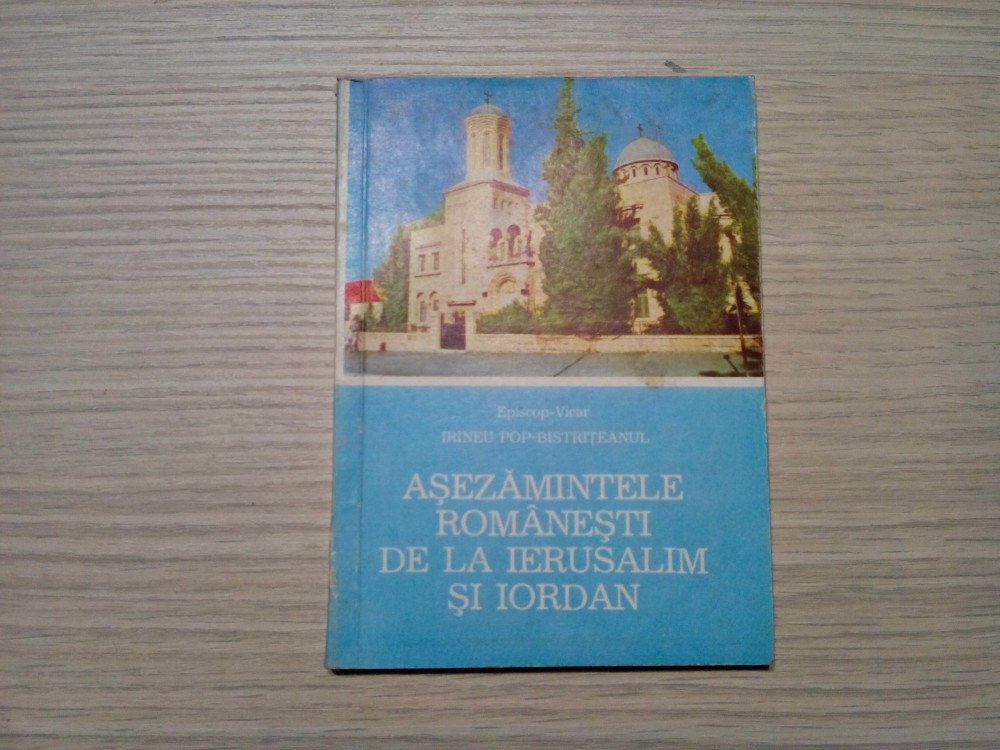 Episcop-Vicar
IRINEU POP-BISTRIŢEANUL
AŞEZĂMINTELE
ROMÂNEŞTI
DE LA IERUSALIM
ŞI IORDAN